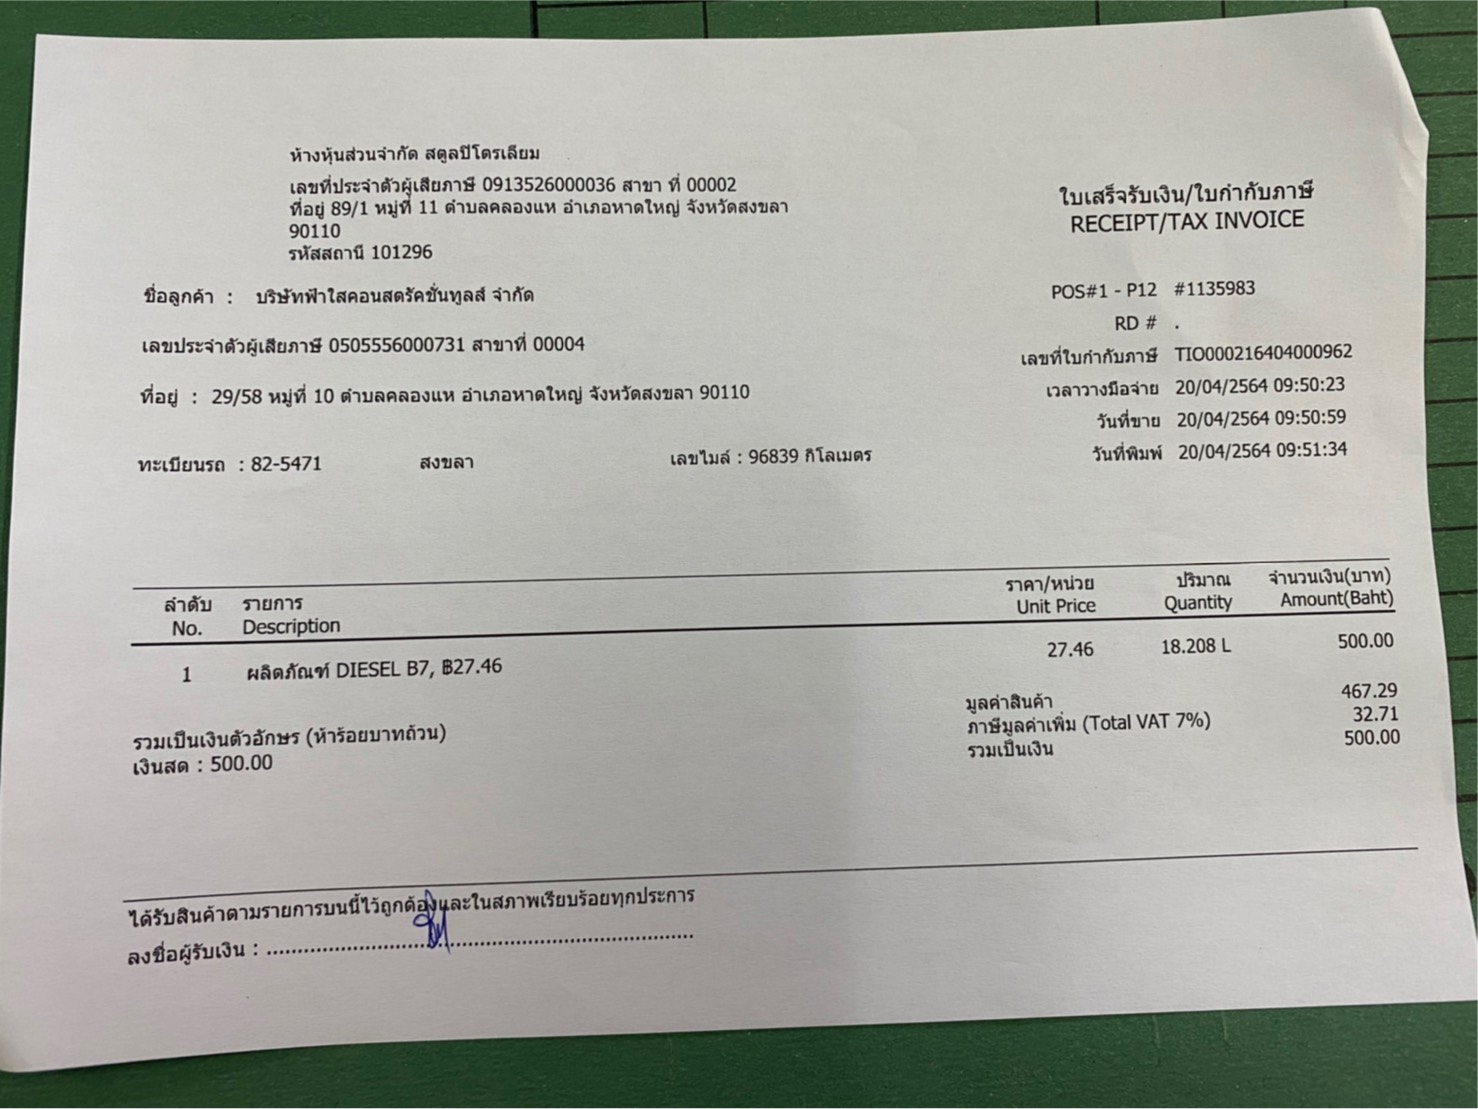 ห้างหุ้นส่วนจำกัด สตูลปิโตรเลียม
เลขที่ประจำตัวผู้เสียภาษี 0913526000036 สาขา ที่ 00002
ที่อยู่ 89/1 หมู่ที่ 11 ตำบลคลองแห อำเภอหาดใหญ่ จังหวัดสงขลา
90110
รหัสสถานี 101296
ใบเสร็จรับเงิน/ใบกำกับภาษี
RECEIPT/TAX INVOICE
ชื่อลูกค้า : บริษัทฟ้าใสคอนสตรัคชั่นทูลส์ จำกัด
เลขประจำตัวผู้เสียภาษี 0505556000731 สาขาที่ 00004
ที่อยู่ : 29/58 หมู่ที่ 10 ตำบลคลองแห อำเภอหาดใหญ่ จังหวัดสงขลา 90110
ทะเบียนรถ : 82-5471 สงขลา เลขไมล์ : 96839 กิโลเมตร
POS#1 - P12 #1135983
RD # .
เลขที่ใบกำกับภาษี TIO000216404000962
เวลาวางมือจ่าย 20/04/2564 09:50:23
วันที่ขาย 20/04/2564 09:50:59
วันที่พิมพ์ 20/04/2564 09:51:34
ลำดับ รายการ ราคา/หน่วย ปริมาณ จำนวนเงิน(บาท)
No. Description Unit Price Quantity Amount(Baht)
1 ผลิตภัณฑ์ DIESEL B7, ฿27.46 27.46 18.208 L 500.00
มูลค่าสินค้า 467.29
ภาษีมูลค่าเพิ่ม (Total VAT 7%) 32.71
รวมเป็นเงิน 500.00
รวมเป็นเงินตัวอักษร (ห้าร้อยบาทถ้วน)
เงินสด : 500.00
ได้รับสินค้าตามรายการบนนี้ไว้ถูกต้องและในสภาพเรียบร้อยทุกประการ
ลงชื่อผู้รับเงิน : ......................................................................